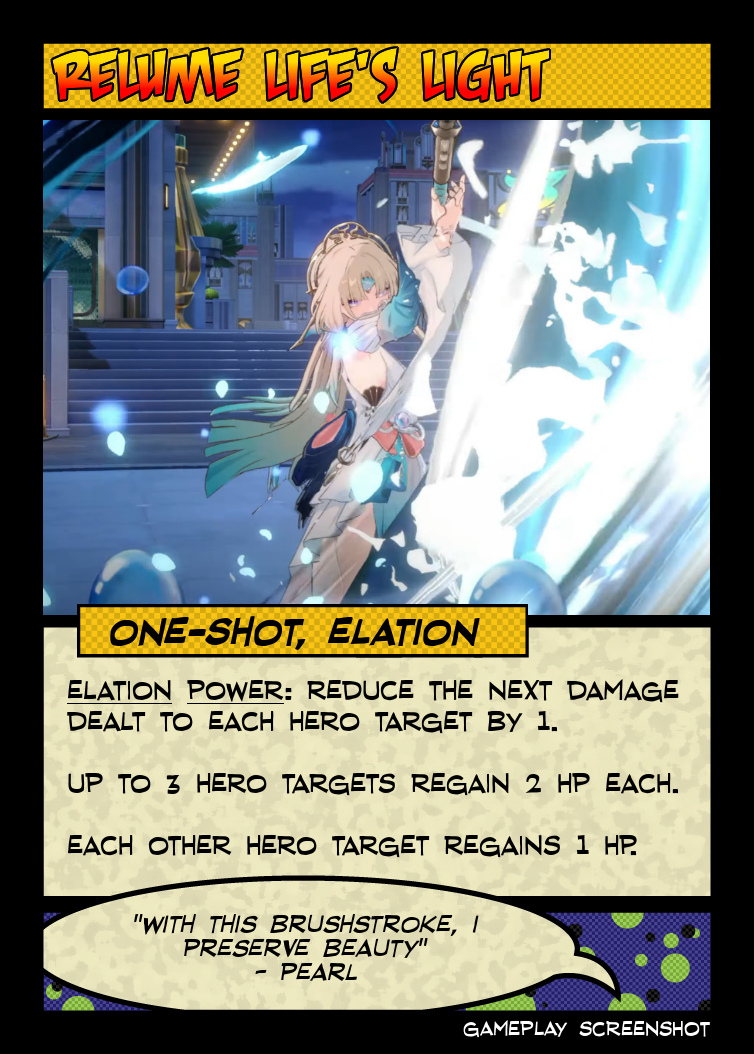 RELUME LIFE'S LIGHT
ONE-SHOT, ELATION
ELATION POWER: REDUCE THE NEXT DAMAGE
DEALT TO EACH HERO TARGET BY 1.
UP TO 3 HERO TARGETS REGAIN 2 HP EACH.
EACH OTHER HERO TARGET REGAINS 1 HP.
"WITH THIS BRUSHSTROKE, I
PRESERVE BEAUTY"
- PEARL
GAMEPLAY SCREENSHOT